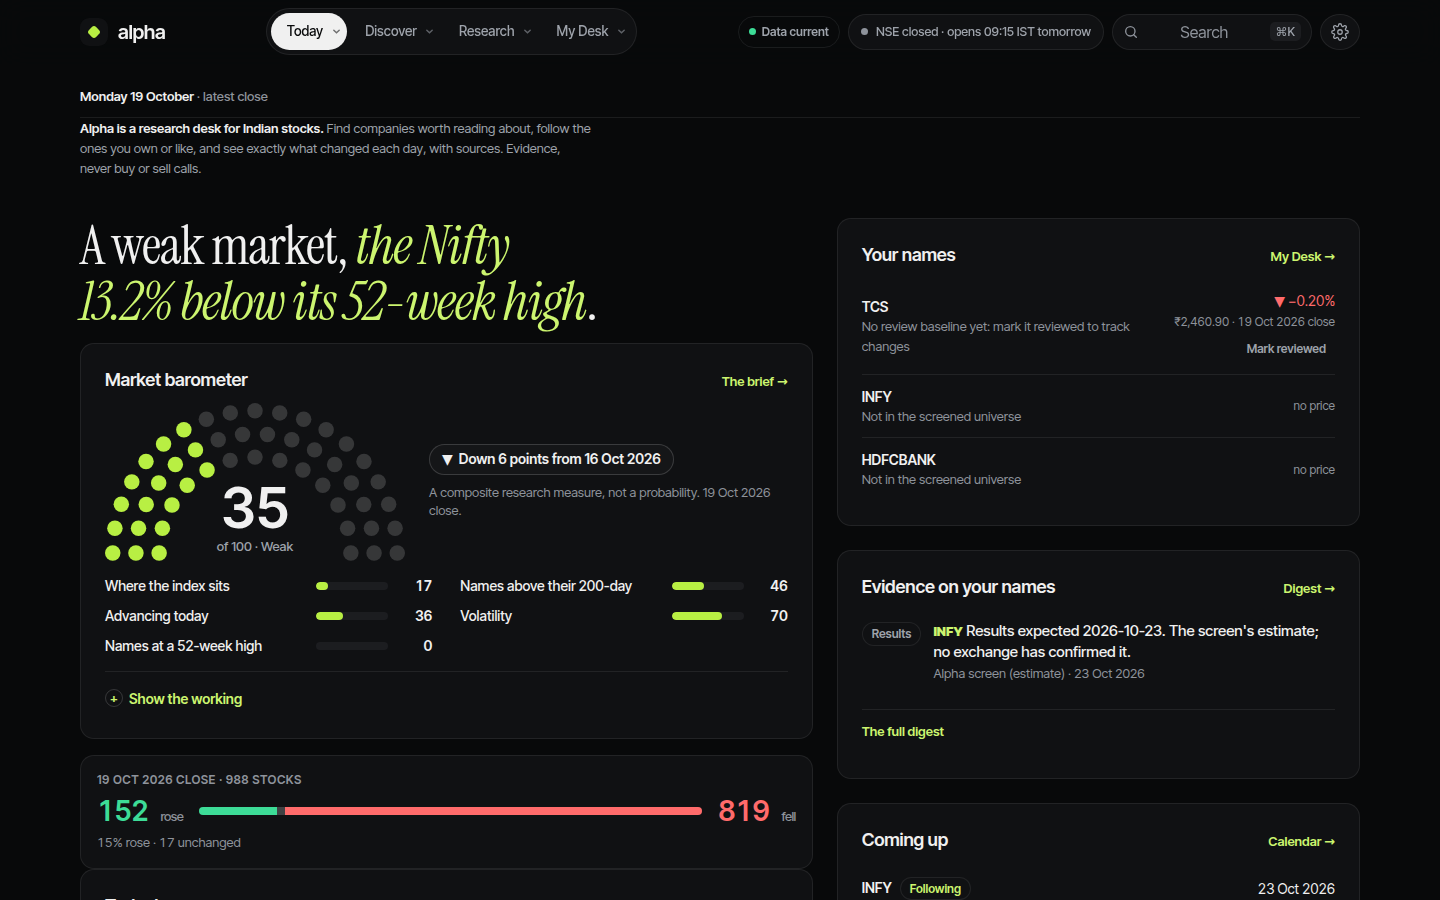 alpha
Today
Discover
Research
My Desk
Data current
NSE closed · opens 09:15 IST tomorrow
Search
⌘K
Monday 19 October · latest close
Alpha is a research desk for Indian stocks. Find companies worth reading about, follow the
ones you own or like, and see exactly what changed each day, with sources. Evidence,
never buy or sell calls.
A weak market, the Nifty
13.2% below its 52-week high.
Market barometer
The brief →
35
of 100 · Weak
▼ Down 6 points from 16 Oct 2026
A composite research measure, not a probability. 19 Oct 2026
close.
Where the index sits 17
Names above their 200-day 46
Advancing today 36
Volatility 70
Names at a 52-week high 0
+ Show the working
19 OCT 2026 CLOSE · 988 STOCKS
152 rose
819 fell
15% rose · 17 unchanged
Your names
My Desk →
TCS
No review baseline yet: mark it reviewed to track
changes
▼ −0.20%
₹2,460.90 · 19 Oct 2026 close
Mark reviewed
INFY
Not in the screened universe
no price
HDFCBANK
Not in the screened universe
no price
Evidence on your names
Digest →
Results
INFY Results expected 2026-10-23. The screen's estimate;
no exchange has confirmed it.
Alpha screen (estimate) · 23 Oct 2026
The full digest
Coming up
Calendar →
INFY Following
23 Oct 2026